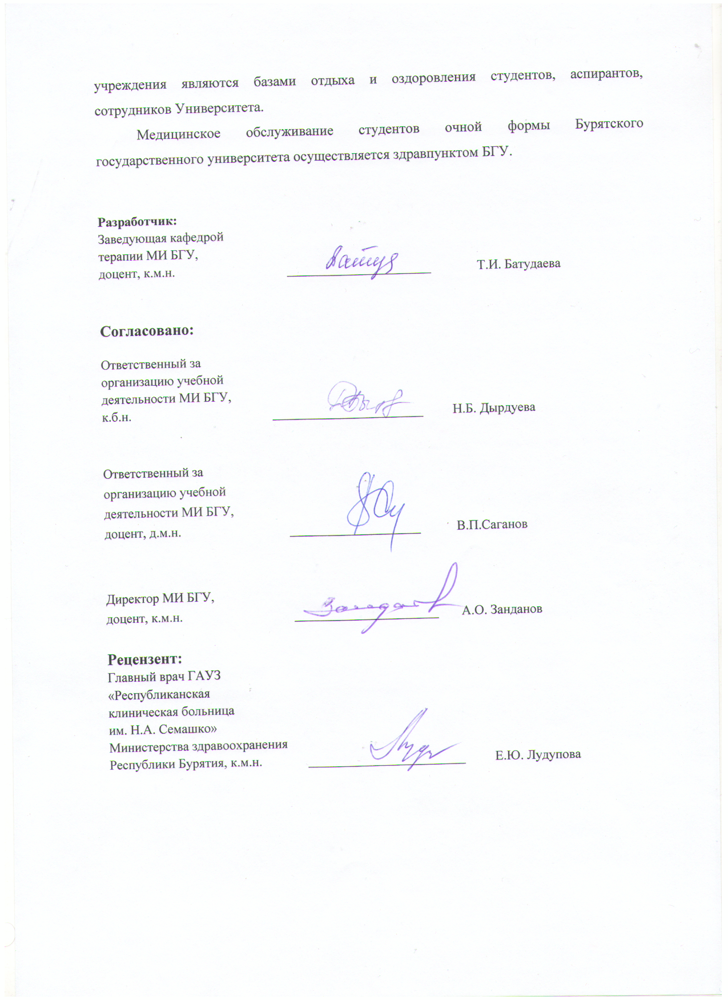 учреждения являются базами отдыха и оздоровления студентов, аспирантов,
сотрудников Университета.
Медицинское обслуживание студентов очной формы Бурятского
государственного университета осуществляется здравпунктом БГУ.
Разработчик:
Заведующая кафедрой
терапии МИ БГУ,
доцент, к.м.н. Т.И. Батудаева
Согласовано:
Ответственный за
организацию учебной
деятельности МИ БГУ,
к.б.н. Н.Б. Дырдуева
Ответственный за
организацию учебной
деятельности МИ БГУ,
доцент, д.м.н. В.П.Саганов
Директор МИ БГУ,
доцент, к.м.н. А.О. Занданов
Рецензент:
Главный врач ГАУЗ
«Республиканская
клиническая больница
им. Н.А. Семашко»
Министерства здравоохранения
Республики Бурятия, к.м.н. Е.Ю. Лудупова